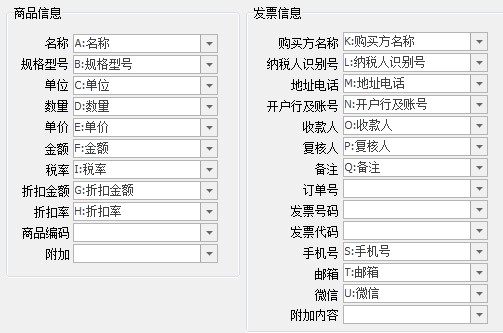 商品信息
名称 A:名称
规格型号 B:规格型号
单位 C:单位
数量 D:数量
单价 E:单价
金额 F:金额
税率 I:税率
折扣金额 G:折扣金额
折扣率 H:折扣率
商品编码
附加
发票信息
购买方名称 K:购买方名称
纳税人识别号 L:纳税人识别号
地址电话 M:地址电话
开户行及账号 N:开户行及账号
收款人 O:收款人
复核人 P:复核人
备注 Q:备注
订单号
发票号码
发票代码
手机号 S:手机号
邮箱 T:邮箱
微信 U:微信
附加内容